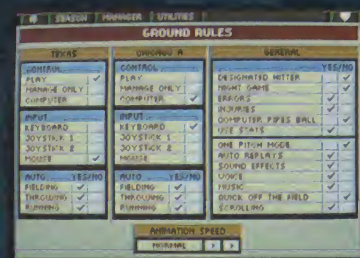 SEASON MANAGER UTILITIES
GROUND RULES
TEXAS
CONTROL
PLAY
MANAGE ONLY
COMPUTER
INPUT
KEYBOARD
JOYSTICK 1
JOYSTICK 2
MOUSE
AUTO YES/NO
FIELDING
THROWING
RUNNING
CHICAGO A
CONTROL
PLAY
MANAGE ONLY
COMPUTER
INPUT
KEYBOARD
JOYSTICK 1
JOYSTICK 2
MOUSE
AUTO YES/NO
FIELDING
THROWING
RUNNING
GENERAL
YES/NO
DESIGNATED HITTER
NIGHT GAME
ERRORS
INJURIES
COMPUTER PIPES BALL
USE STATS
ONE PITCH MODE
AUTO REPLAYS
SOUND EFFECTS
VOICE
MUSIC
QUICK OFF THE FIELD
SCROLLING
ANIMATION SPEED
NORMAL